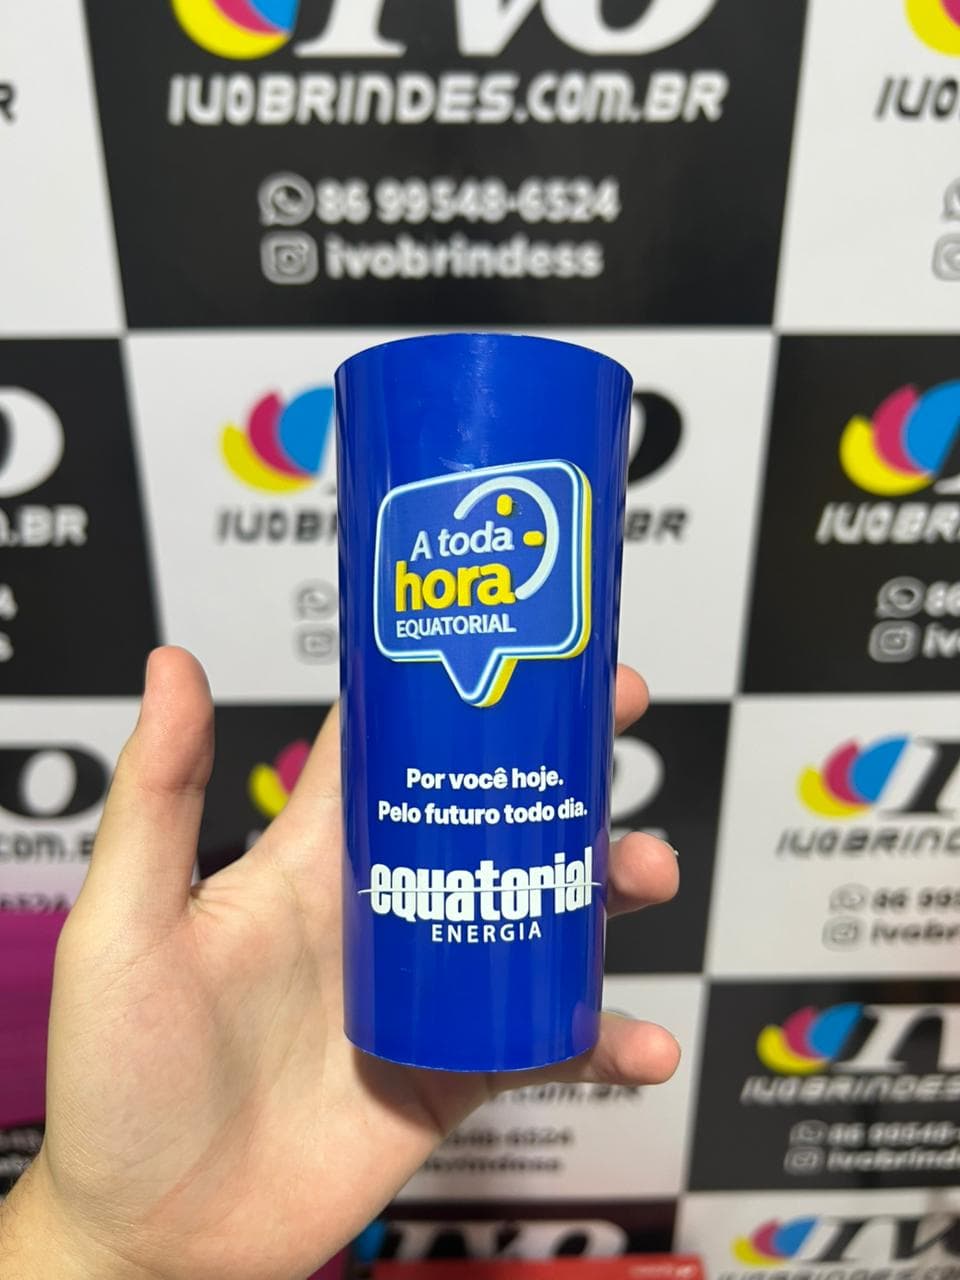 IVO
IVOBRINDES.COM.BR
86 99548-6524
ivobrindess
A toda
hora
EQUATORIAL
Por você hoje.
Pelo futuro todo dia.
equatorial
ENERGIA